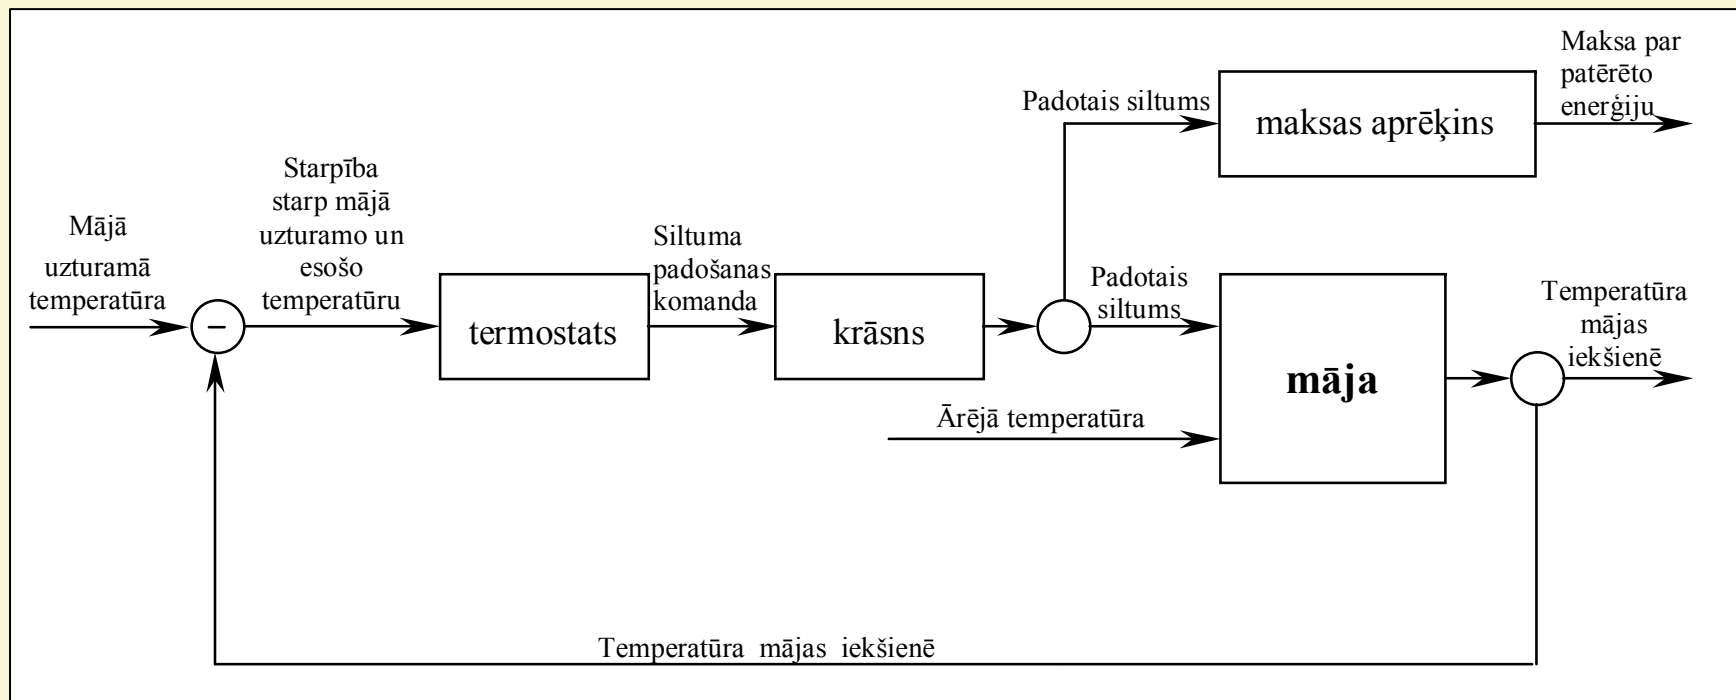 Maksa par
patērēto
enerģiju
Padotais siltums
maksas aprēķins
Starpība
starp mājā
uzturamo un
esošo
temperatūru
Mājā
uzturamā
temperatūra
Siltuma
padošanas
komanda
Padotais
siltums
Temperatūra
mājas
iekšienē
–
termostats
krāsns
māja
Ārējā temperatūra
Temperatūra mājas iekšienē